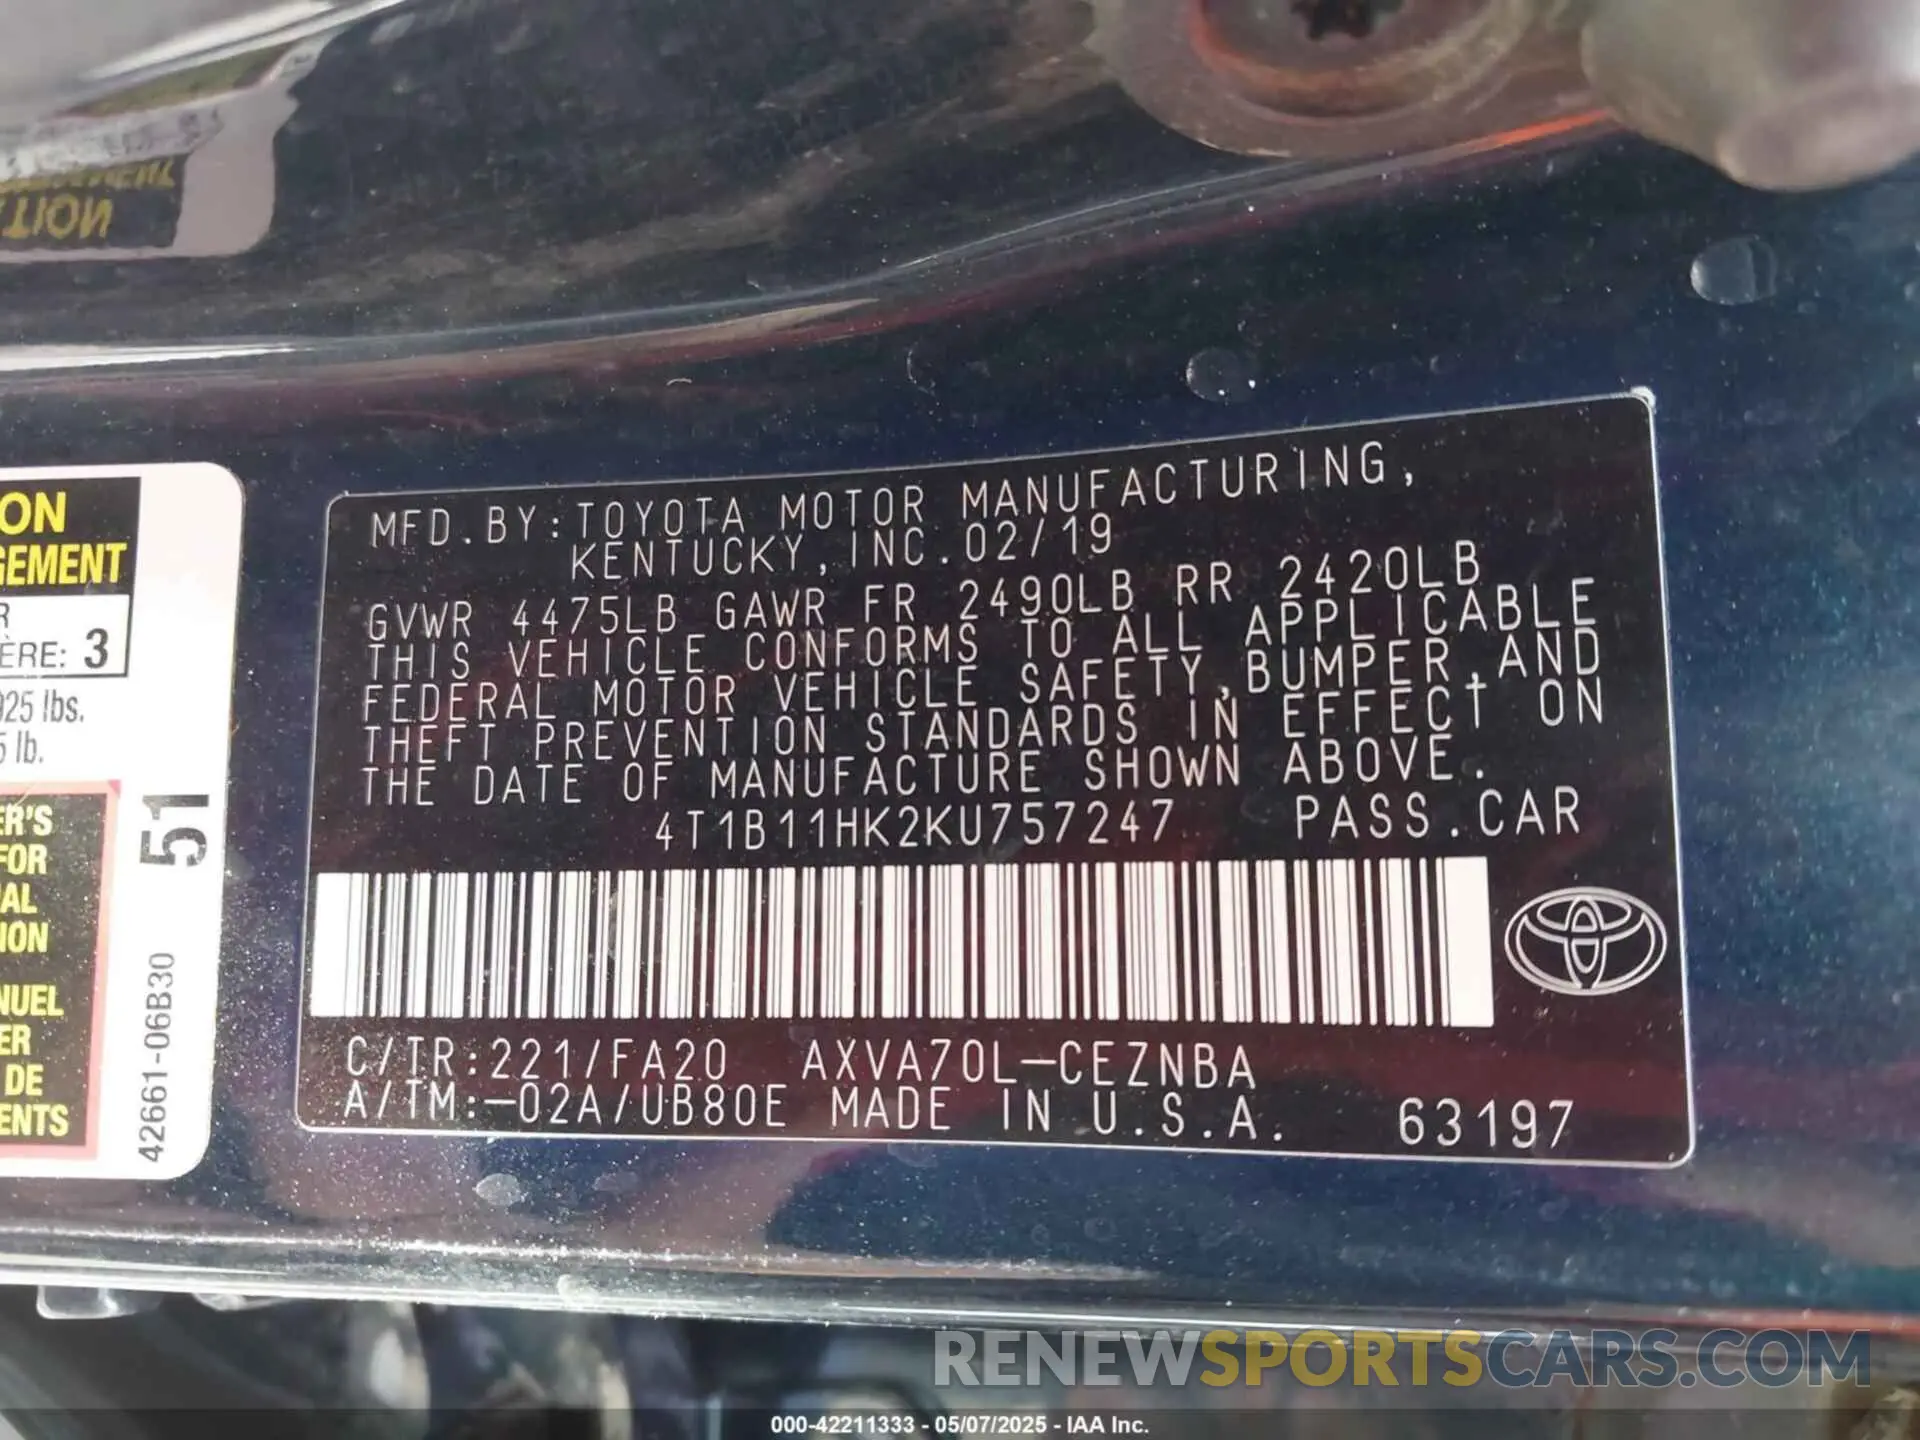 TION
ON
GEMENT
R
ÈRE: 3
925 lbs.
5 lb.
ER'S
FOR
AL
ION
NUEL
ER
DE
ENTS
51
42661-06B30
MFD.BY:TOYOTA MOTOR MANUFACTURING,
KENTUCKY,INC.02/19
GVWR 4475LB GAWR FR 2490LB RR 2420LB
THIS VEHICLE CONFORMS TO ALL APPLICABLE
FEDERAL MOTOR VEHICLE SAFETY,BUMPER,AND
THEFT PREVENTION STANDARDS IN EFFECT ON
THE DATE OF MANUFACTURE SHOWN ABOVE.
4T1B11HK2KU757247 PASS.CAR
C/TR:221/FA20 AXVA70L-CEZNBA
A/TM:-02A/UB80E MADE IN U.S.A. 63197
RENEWSPORTSCARS.COM
000-42211333 - 05/07/2025 - IAA Inc.